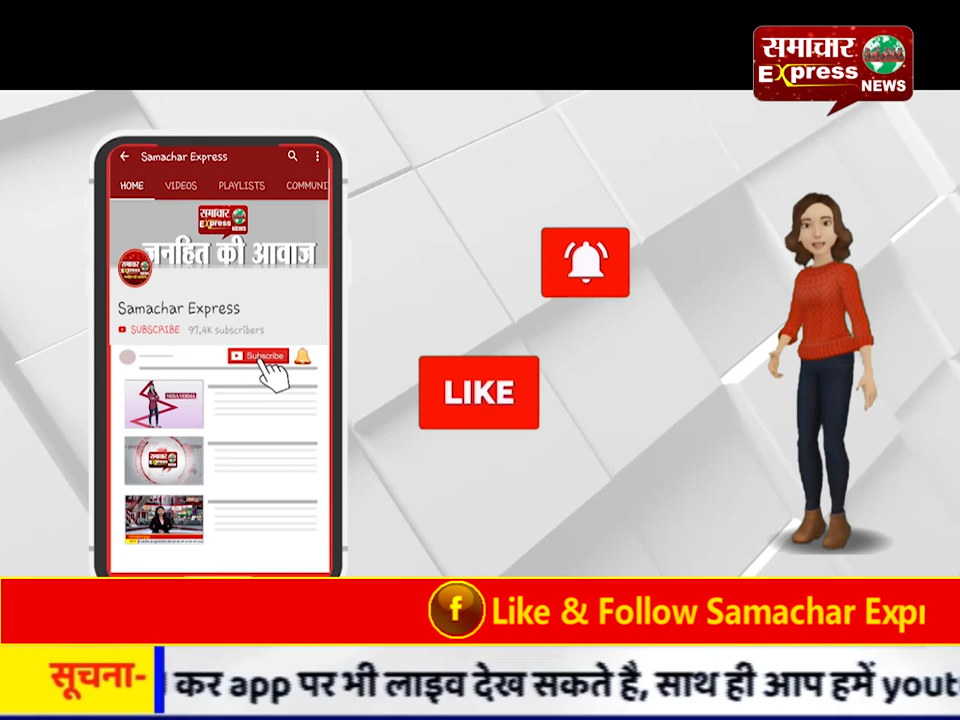 समाचार
Express
NEWS
Samachar Express
HOME VIDEOS PLAYLISTS COMMUNI
समाचार
Express
NEWS
जनहित की आवाज
Samachar Express
SUBSCRIBE 97.4K subscribers
Subscribe
LIKE
f Like & Follow Samachar Expr
सूचना- कर app पर भी लाइव देख सकते है, साथ ही आप हमें yout